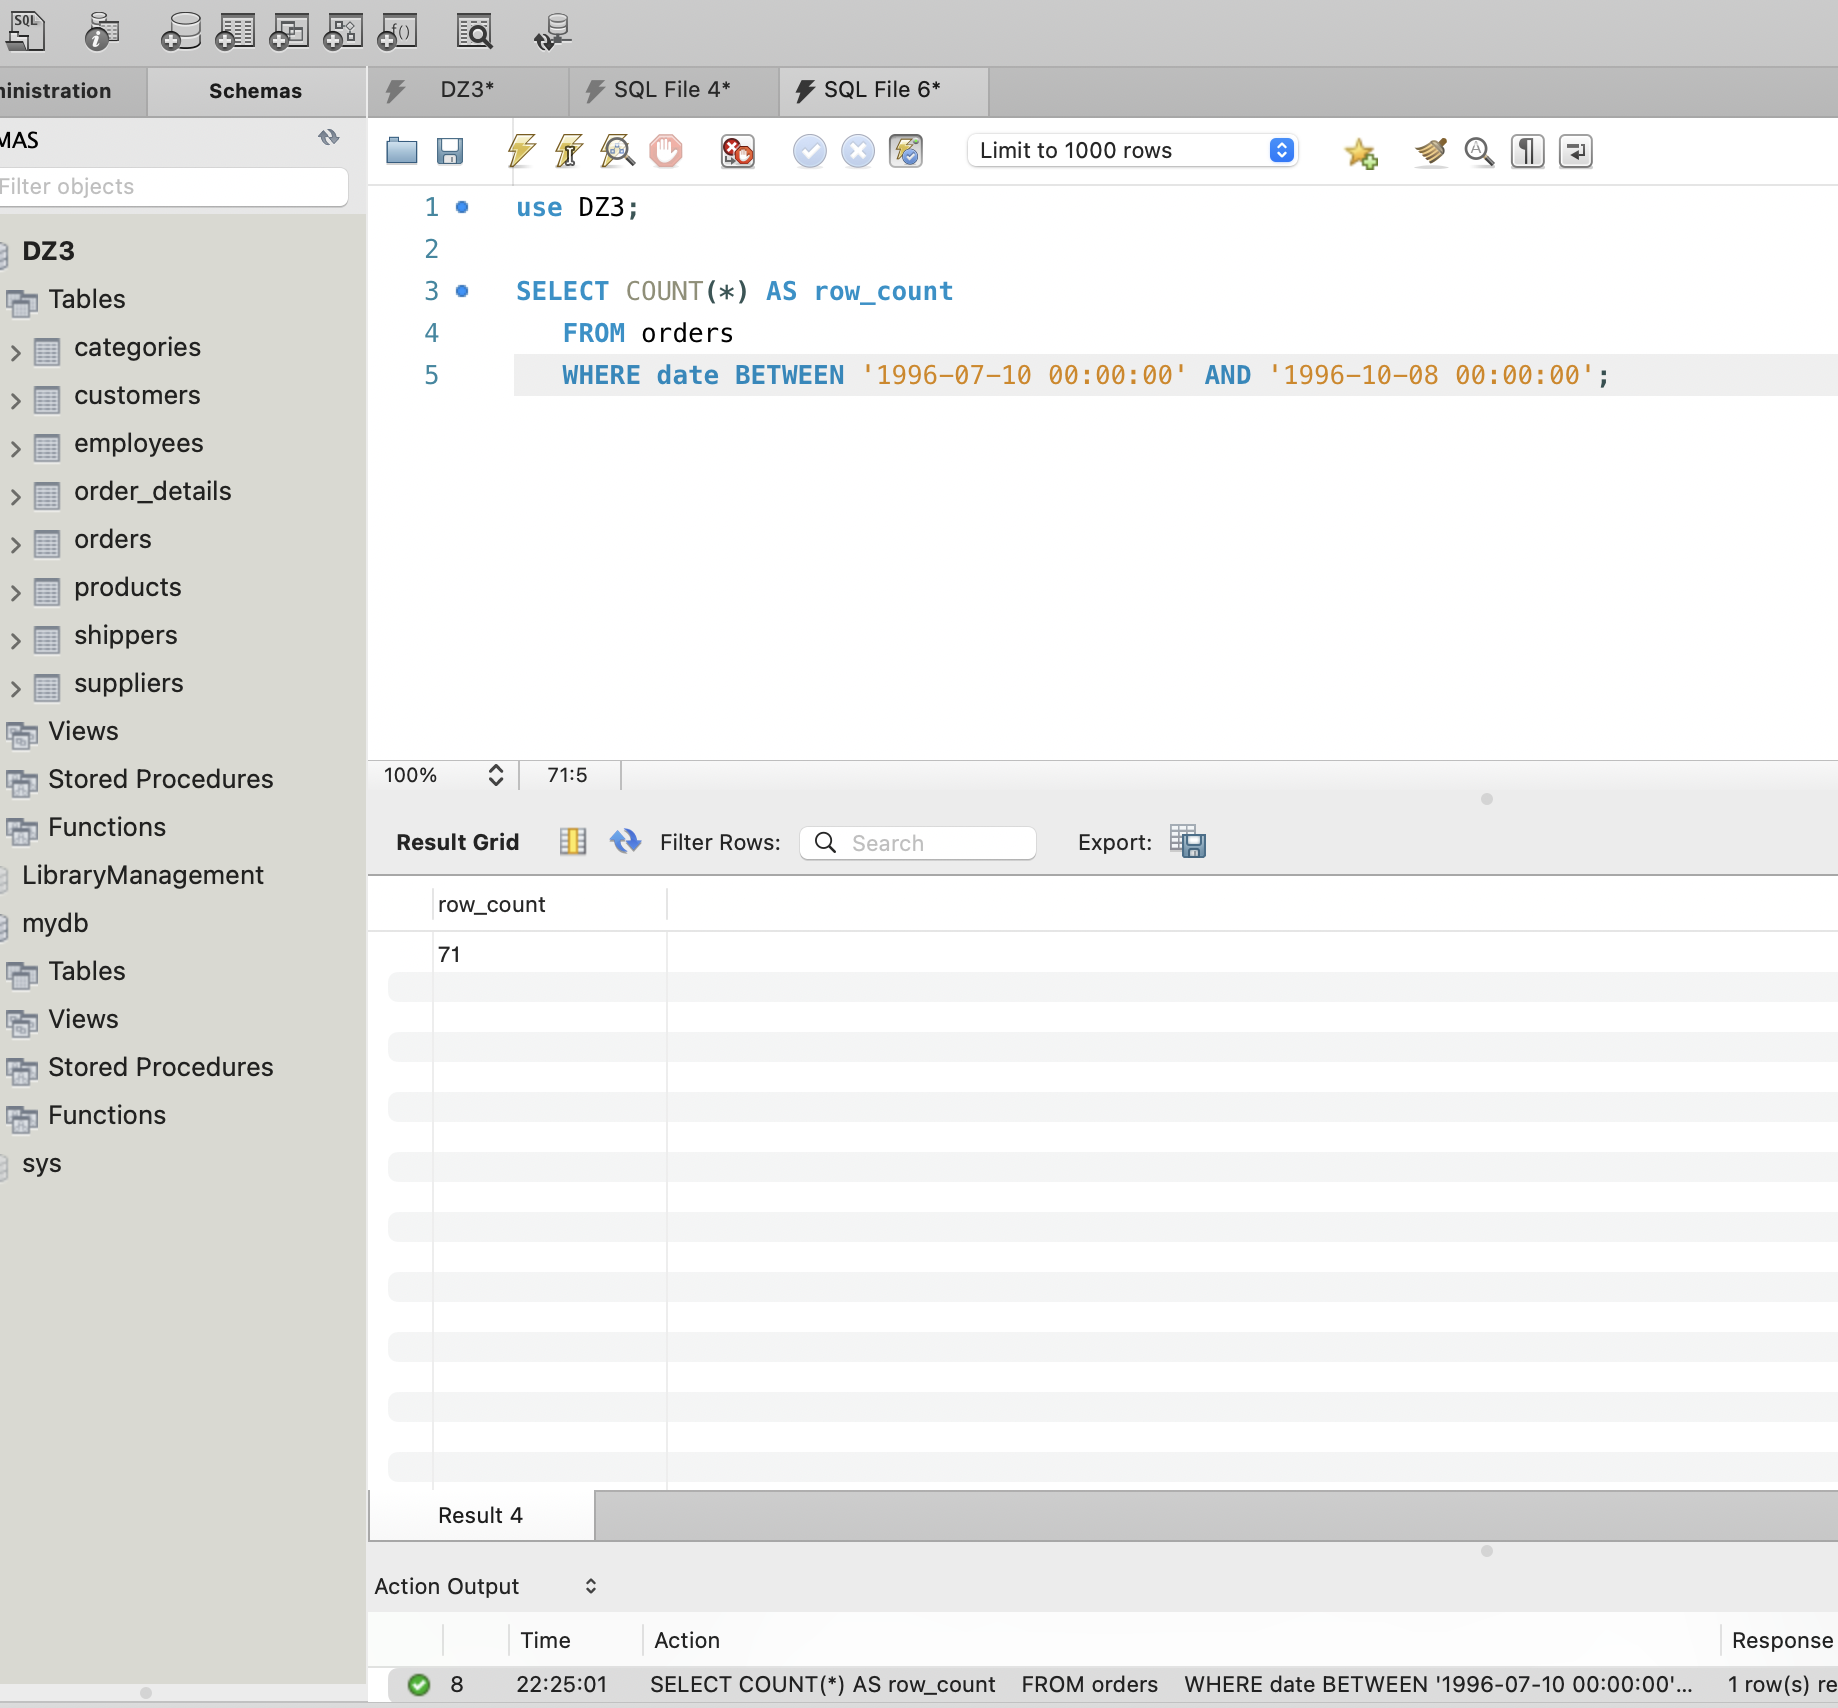 SQL
ministration
Schemas
DZ3*
SQL File 4*
SQL File 6*
MAS
Filter objects
Limit to 1000 rows
DZ3
Tables
categories
customers
employees
order_details
orders
products
shippers
suppliers
Views
Stored Procedures
Functions
LibraryManagement
mydb
Tables
Views
Stored Procedures
Functions
sys
1 use DZ3;
2
3 SELECT COUNT(*) AS row_count
4 FROM orders
5 WHERE date BETWEEN '1996-07-10 00:00:00' AND '1996-10-08 00:00:00';
100% 71:5
Result Grid Filter Rows: Search Export:
row_count
71
Result 4
Action Output
Time Action Response
8 22:25:01 SELECT COUNT(*) AS row_count FROM orders WHERE date BETWEEN '1996-07-10 00:00:00'... 1 row(s) re